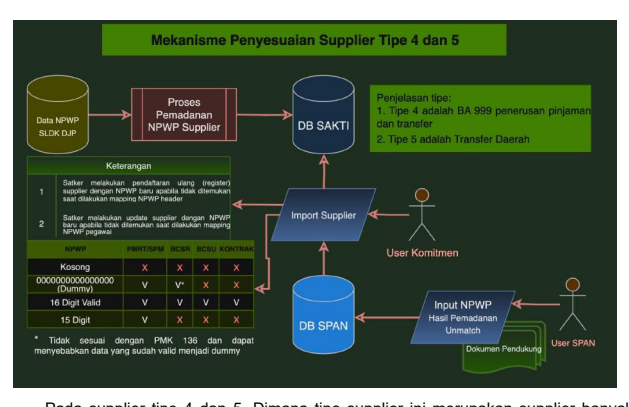 Mekanisme Penyesuaian Supplier Tipe 4 dan 5
Data NPWP
SLDK DJP
Proses
Pemadanan
NPWP Supplier
DB SAKTI
Penjelasan tipe:
1. Tipe 4 adalah BA 999 penerusan pinjaman
dan transfer
2. Tipe 5 adalah Transfer Daerah
Keterangan
1 Satker melakukan pendaftaran ulang (register)
supplier dengan NPWP baru apabila tidak ditemukan
saat dilakukan mapping NPWP header
2 Satker melakukan update supplier dengan NPWP
baru apabila tidak ditemukan saat dilakukan mapping
NPWP pegawai
Import Supplier
User Komitmen
NPWP PMRT/SPM BCSR BCSU KONTRAK
Kosong X X X X
0000000000000000
(Dummy) V V* X X
16 Digit Valid V V V V
15 Digit V X X X
* Tidak sesuai dengan PMK 136 dan dapat
menyebabkan data yang sudah valid menjadi dummy
DB SPAN
Input NPWP
Hasil Pemadanan
Unmatch
Dokumen Pendukung
User SPAN
Pada supplier tipe 4 dan 5. Dimana tipe supplier ini merupakan supplier